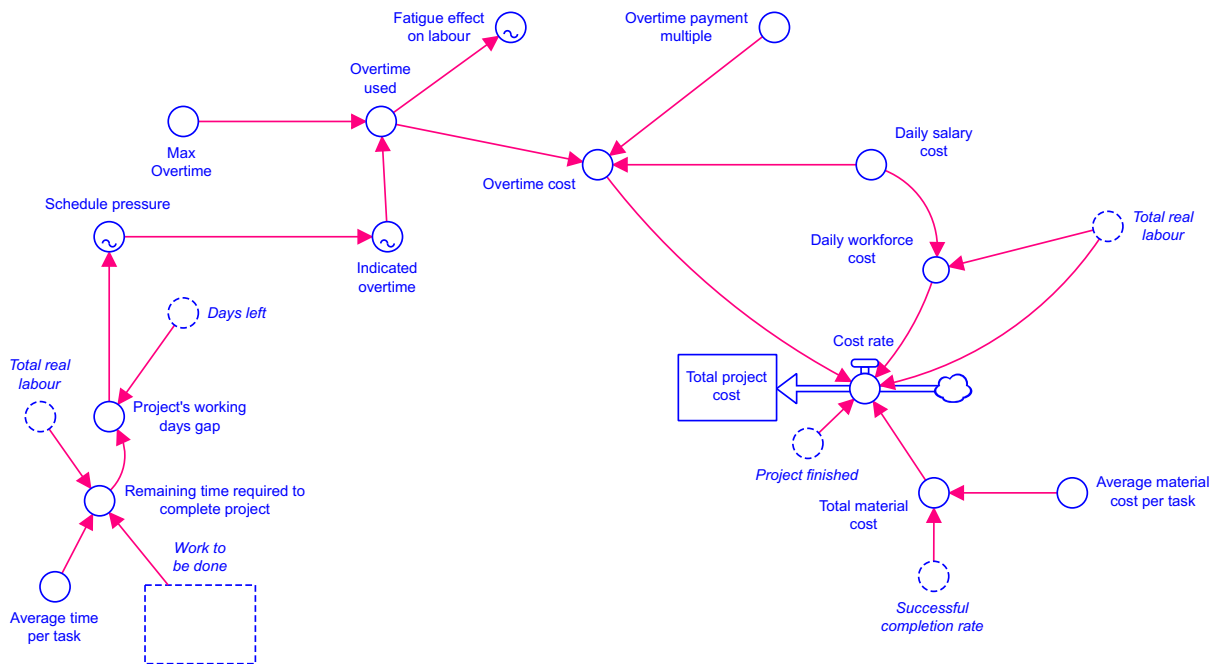 Fatigue effect
on labour
Overtime payment
multiple
Overtime
used
Max
Overtime
Daily salary
cost
Overtime cost
Schedule pressure
Total real
labour
Daily workforce
cost
Indicated
overtime
Days left
Cost rate
Total real
labour
Total project
cost
Project's working
days gap
Project finished
Remaining time required to
complete project
Average material
cost per task
Total material
cost
Work to
be done
Average time
per task
Successful
completion rate